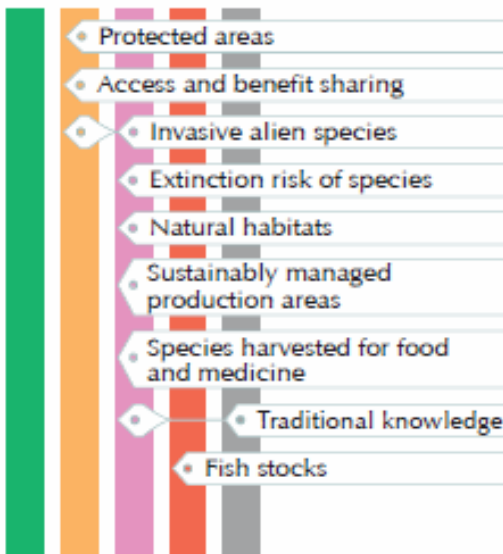 Protected areas
Access and benefit sharing
Invasive alien species
Extinction risk of species
Natural habitats
Sustainably managed
production areas
Species harvested for food
and medicine
Traditional knowledge
Fish stocks